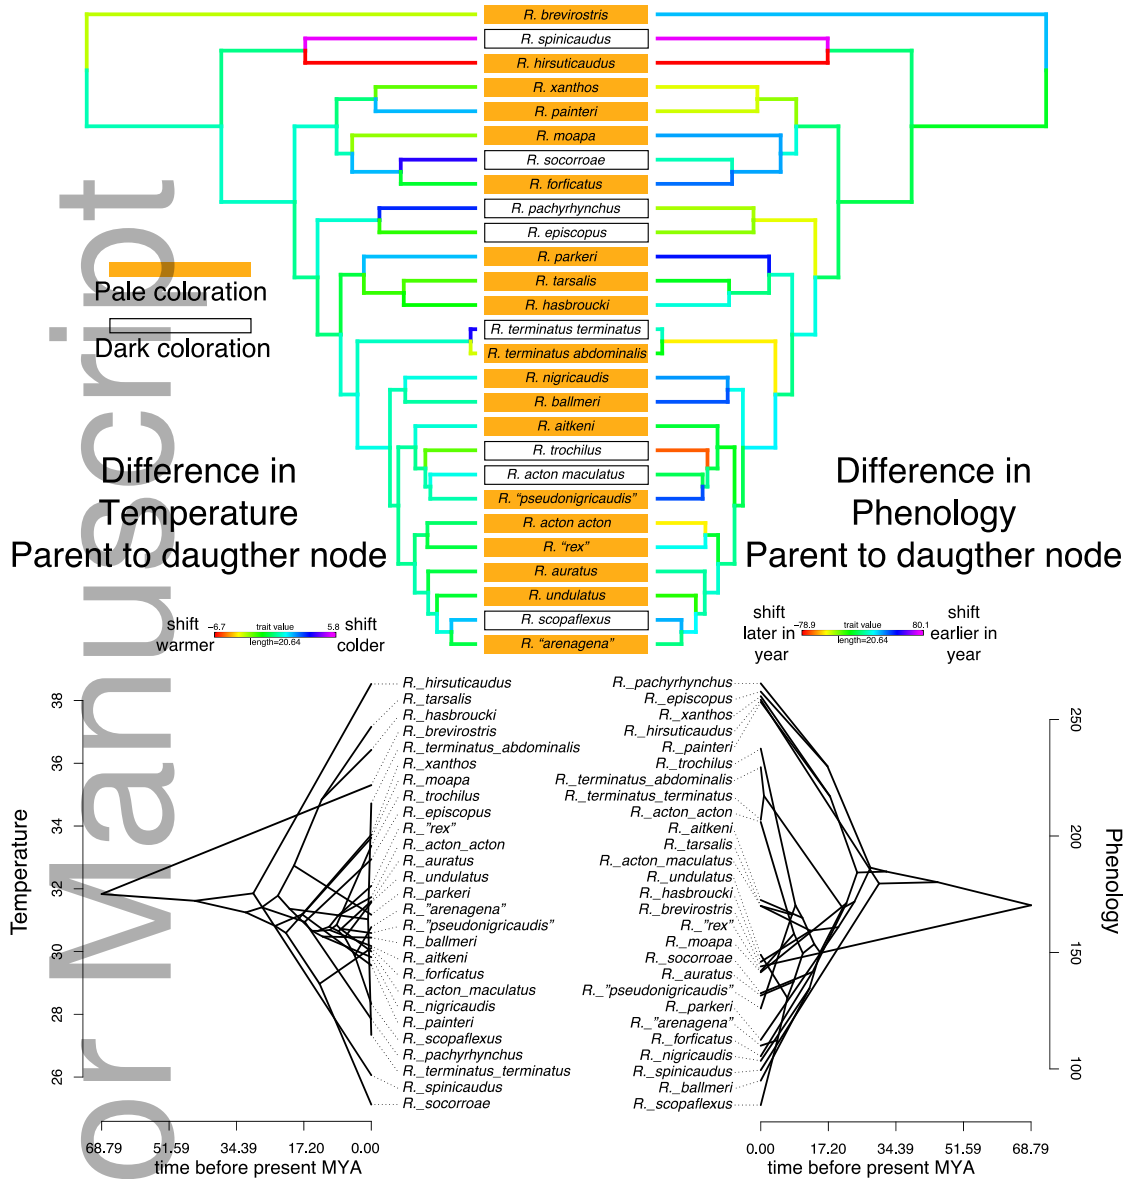 R. brevirostris
R. spinicaudus
R. hirsuticaudus
R. xanthos
R. painteri
R. moapa
R. socorroae
R. forficatus
R. pachyrhynchus
R. episcopus
R. parkeri
R. tarsalis
R. hasbroucki
R. terminatus terminatus
R. terminatus abdominalis
R. nigricaudis
R. ballmeri
R. aitkeni
R. trochilus
R. acton maculatus
R. “pseudonigricaudis”
R. acton acton
R. “rex”
R. auratus
R. undulatus
R. scopaflexus
R. “arenagena”
Pale coloration
Dark coloration
Difference in
Temperature
Parent to daugther node
shift
warmer
−6.7
trait value
5.8
length=20.64
shift
colder
Difference in
Phenology
Parent to daugther node
shift
later in
year
−78.9
trait value
80.1
length=20.64
shift
earlier in
year
Temperature
38
36
34
32
30
28
26
R._hirsuticaudus
R._tarsalis
R._hasbroucki
R._brevirostris
R._terminatus_abdominalis
R._xanthos
R._moapa
R._trochilus
R._episcopus
R._”rex”
R._acton_acton
R._auratus
R._undulatus
R._parkeri
R._”arenagena”
R._”pseudonigricaudis”
R._ballmeri
R._aitkeni
R._forficatus
R._acton_maculatus
R._nigricaudis
R._painteri
R._scopaflexus
R._pachyrhynchus
R._terminatus_terminatus
R._spinicaudus
R._socorroae
68.79 51.59 34.39 17.20 0.00
time before present MYA
R._pachyrhynchus
R._episcopus
R._xanthos
R._hirsuticaudus
R._painteri
R._trochilus
R._terminatus_abdominalis
R._terminatus_terminatus
R._acton_acton
R._aitkeni
R._tarsalis
R._acton_maculatus
R._undulatus
R._hasbroucki
R._brevirostris
R._”rex”
R._moapa
R._socorroae
R._auratus
R._”pseudonigricaudis”
R._parkeri
R._”arenagena”
R._forficatus
R._nigricaudis
R._spinicaudus
R._ballmeri
R._scopaflexus
250
200
150
100
Phenology
0.00 17.20 34.39 51.59 68.79
time before present MYA
or Manuscript